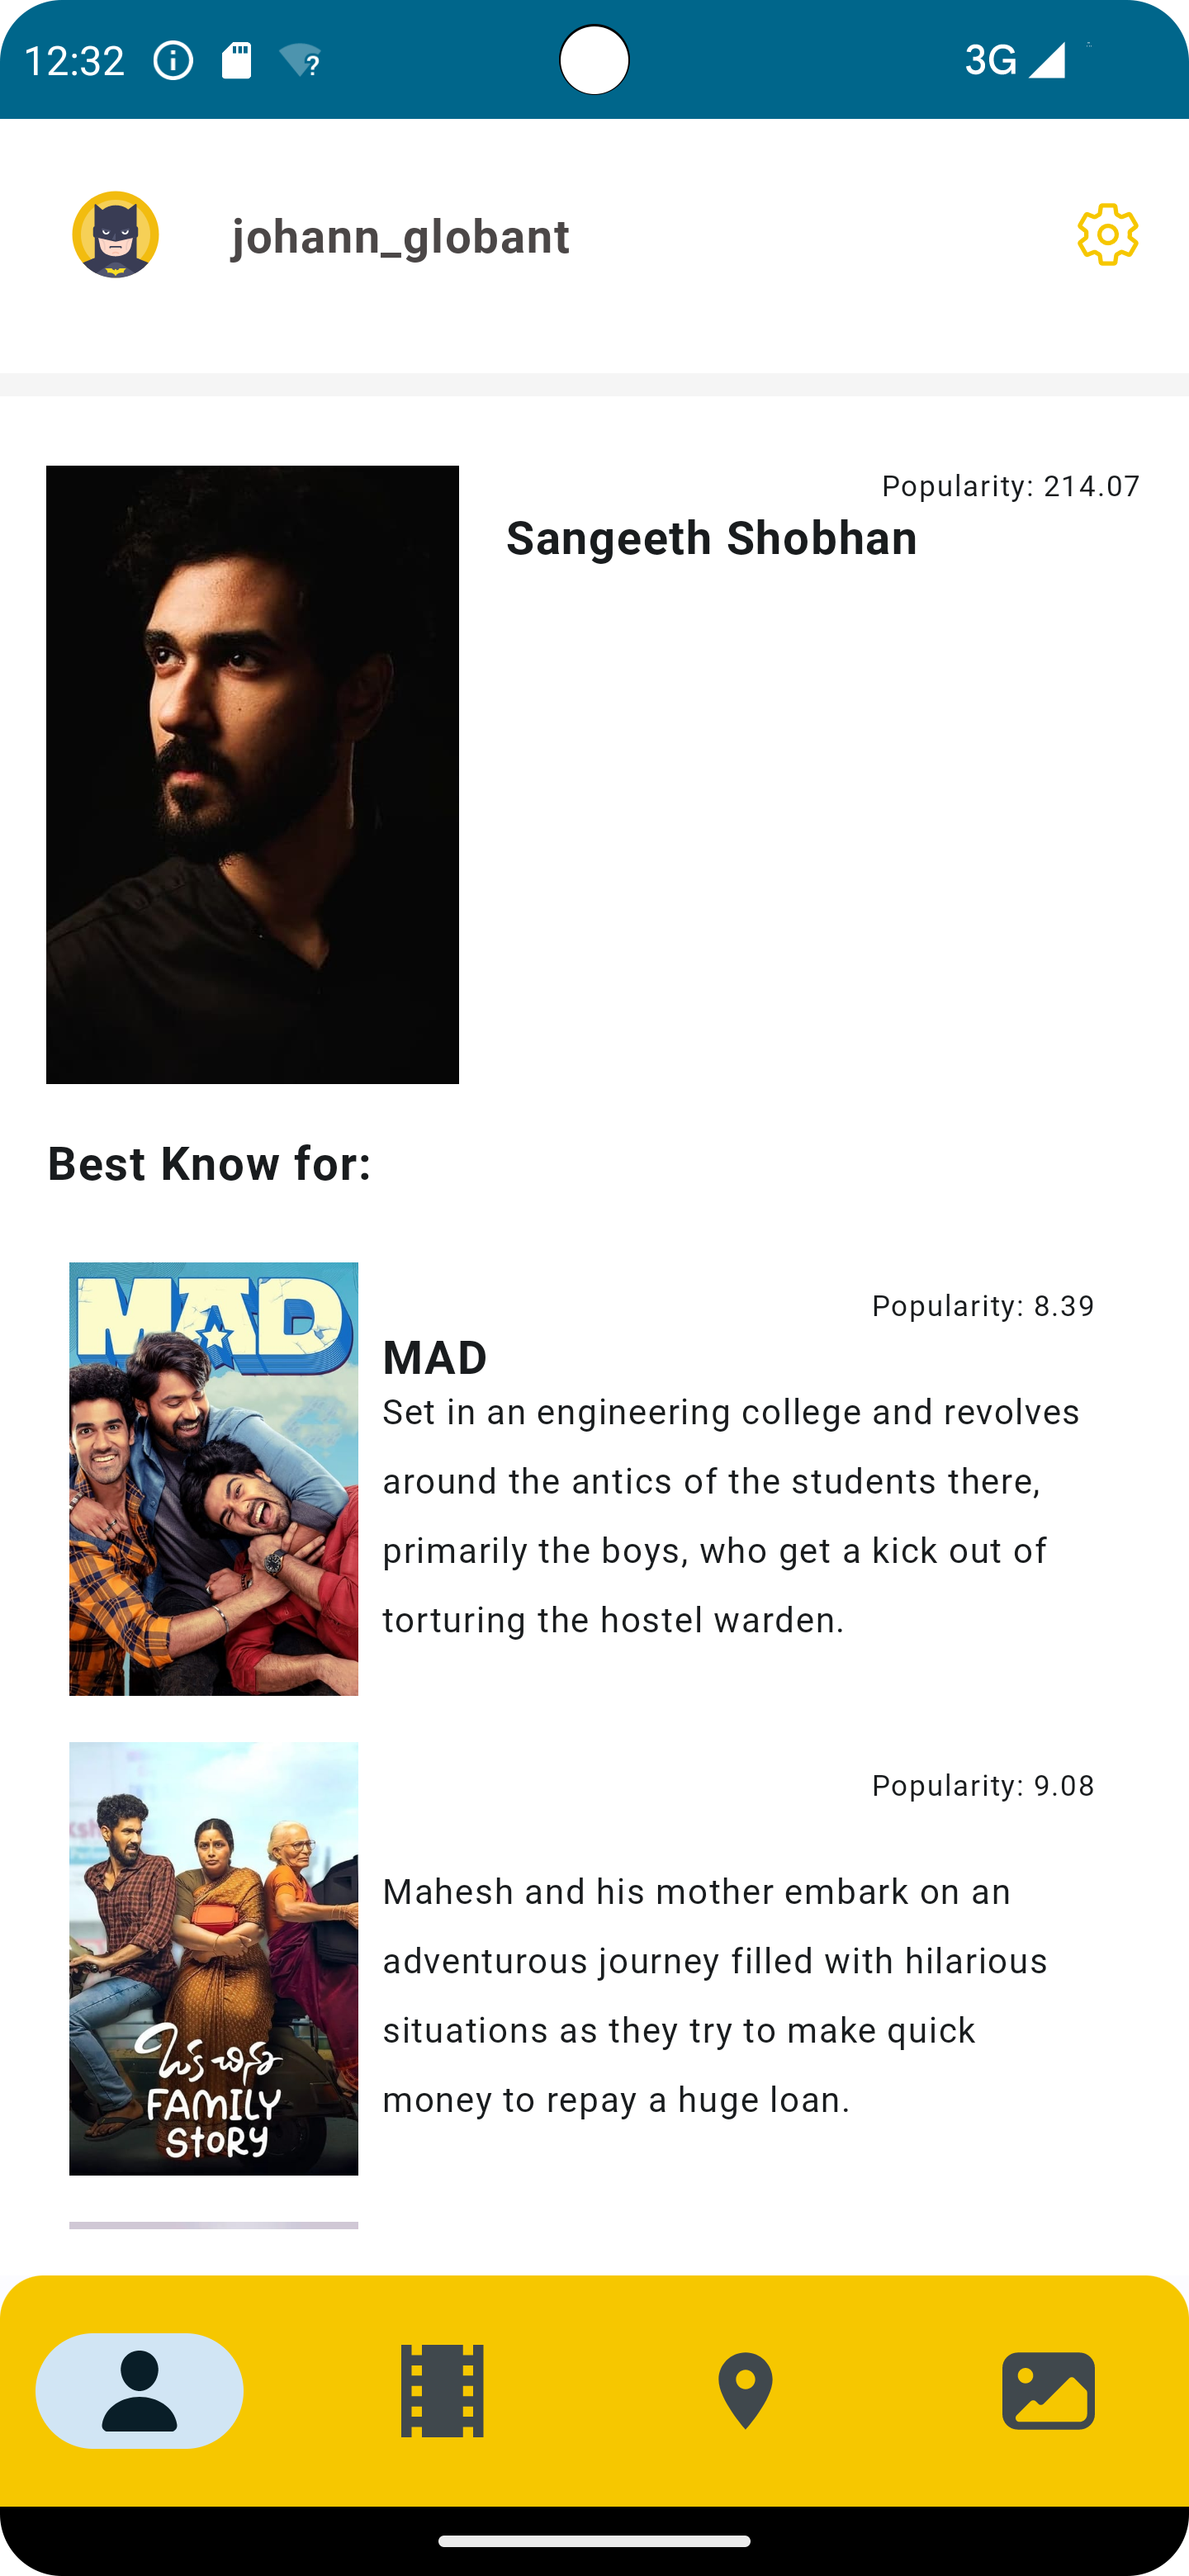 12:32
3G
johann_globant
Popularity: 214.07
Sangeeth Shobhan
Best Know for:
MAD
Popularity: 8.39
MAD
Set in an engineering college and revolves
around the antics of the students there,
primarily the boys, who get a kick out of
torturing the hostel warden.
Popularity: 9.08
Mahesh and his mother embark on an
adventurous journey filled with hilarious
situations as they try to make quick
money to repay a huge loan.
ఒక చిన్న
FAMILY
STORY